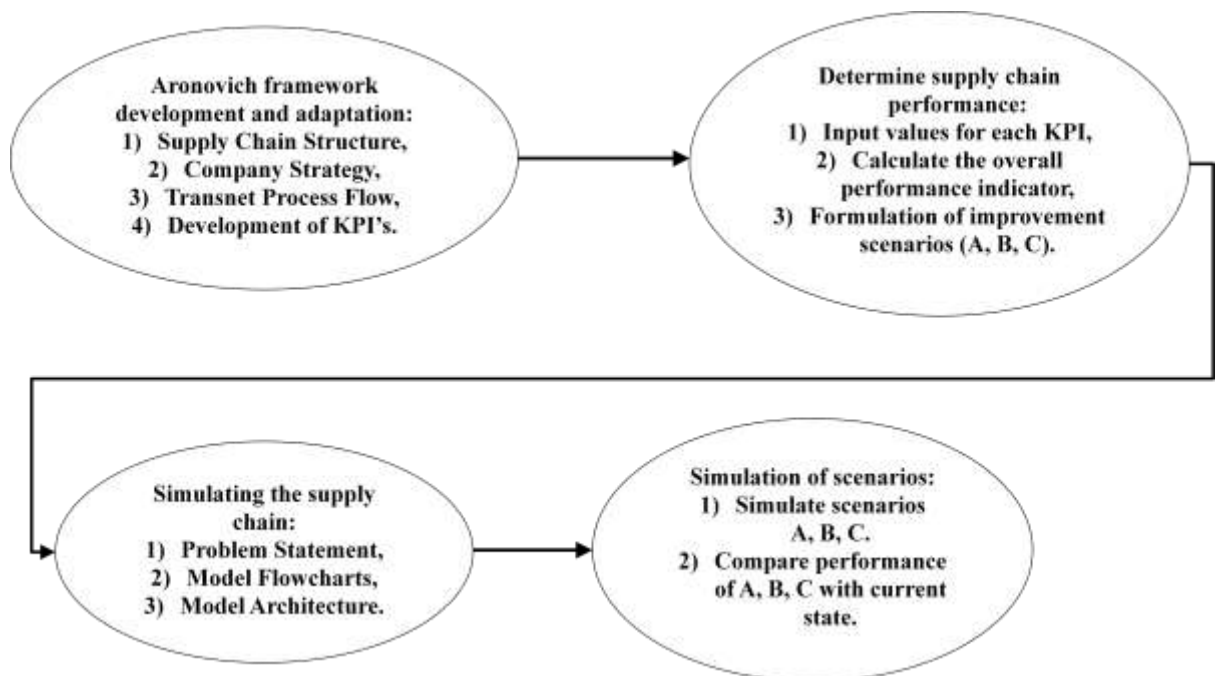 Aronovich framework
development and adaptation:
1) Supply Chain Structure,
2) Company Strategy,
3) Transnet Process Flow,
4) Development of KPI's.
Determine supply chain
performance:
1) Input values for each KPI,
2) Calculate the overall
performance indicator,
3) Formulation of improvement
scenarios (A, B, C).
Simulating the supply
chain:
1) Problem Statement,
2) Model Flowcharts,
3) Model Architecture.
Simulation of scenarios:
1) Simulate scenarios
A, B, C.
2) Compare performance
of A, B, C with current
state.